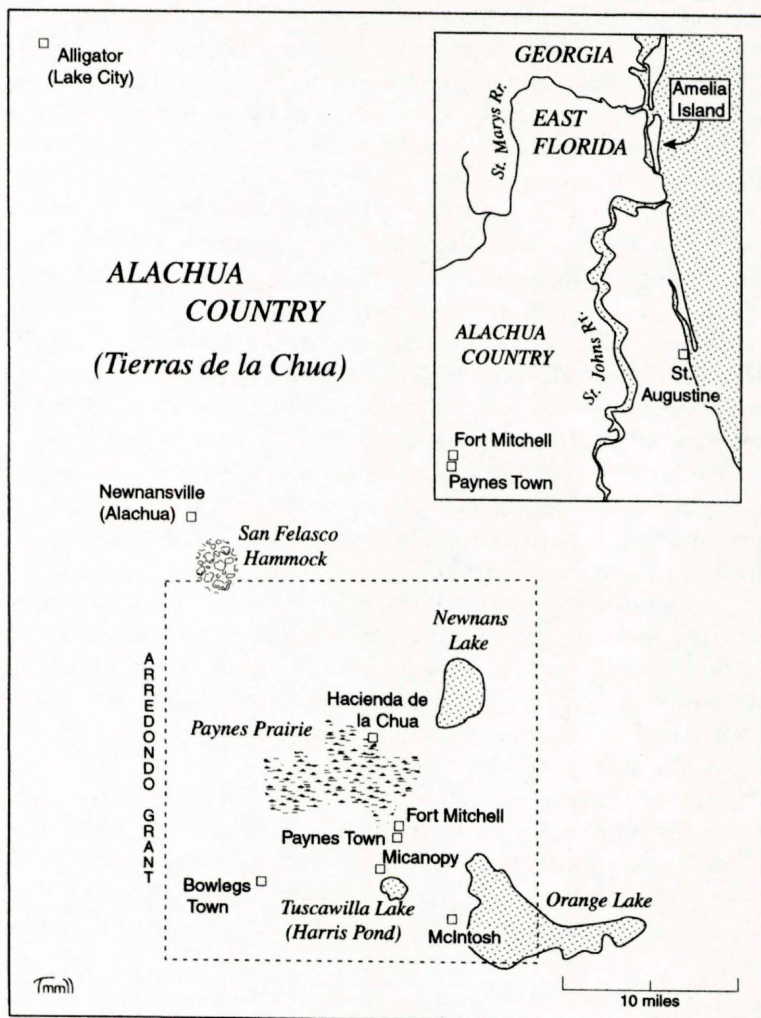 Alligator
(Lake City)
GEORGIA
Amelia
Island
St. Marys Rr.
EAST
FLORIDA
ALACHUA
COUNTRY
(Tierras de la Chua)
ALACHUA
COUNTRY
St. Johns Rr.
St.
Augustine
Fort Mitchell
Paynes Town
Newnansville
(Alachua)
San Felasco
Hammock
ARREDONDO GRANT
Newnans
Lake
Hacienda de
la Chua
Paynes Prairie
Fort Mitchell
Paynes Town
Micanopy
Bowlegs
Town
Tuscawilla Lake
(Harris Pond)
McIntosh
Orange Lake
10 miles